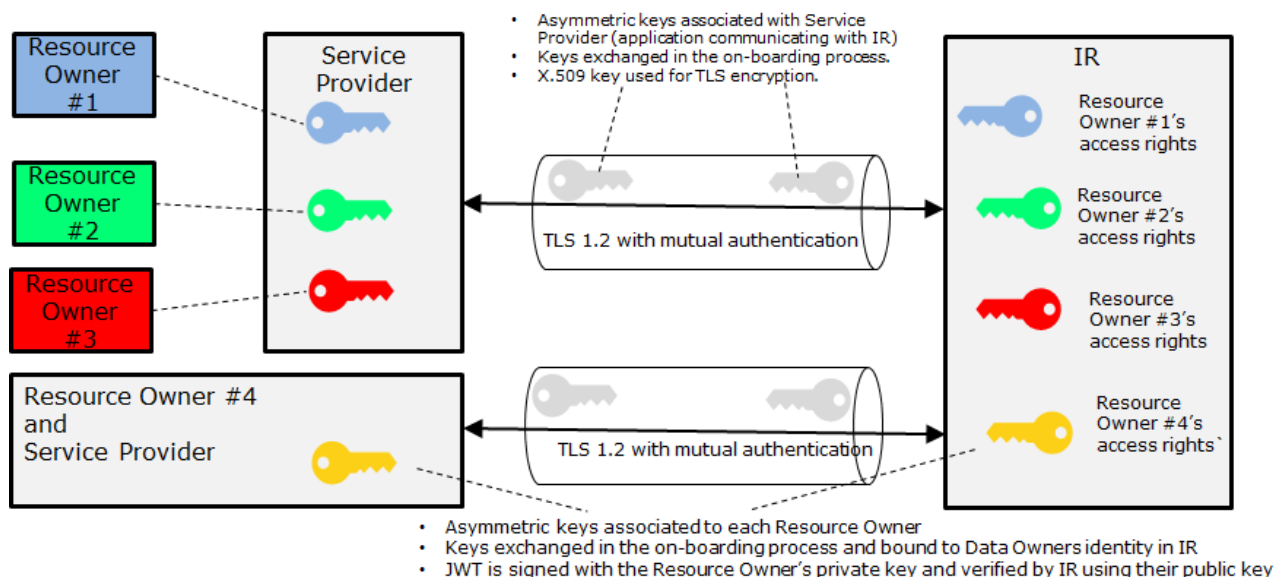 Resource
Owner
#1
Resource
Owner
#2
Resource
Owner
#3
Service
Provider
• Asymmetric keys associated with Service
Provider (application communicating with IR)
• Keys exchanged in the on-boarding process.
• X.509 key used for TLS encryption.
TLS 1.2 with mutual authentication
IR
Resource
Owner #1's
access rights
Resource
Owner #2's
access rights
Resource
Owner #3's
access rights
Resource Owner #4
and
Service Provider
TLS 1.2 with mutual authentication
Resource
Owner #4's
access rights`
• Asymmetric keys associated to each Resource Owner
• Keys exchanged in the on-boarding process and bound to Data Owners identity in IR
• JWT is signed with the Resource Owner's private key and verified by IR using their public key